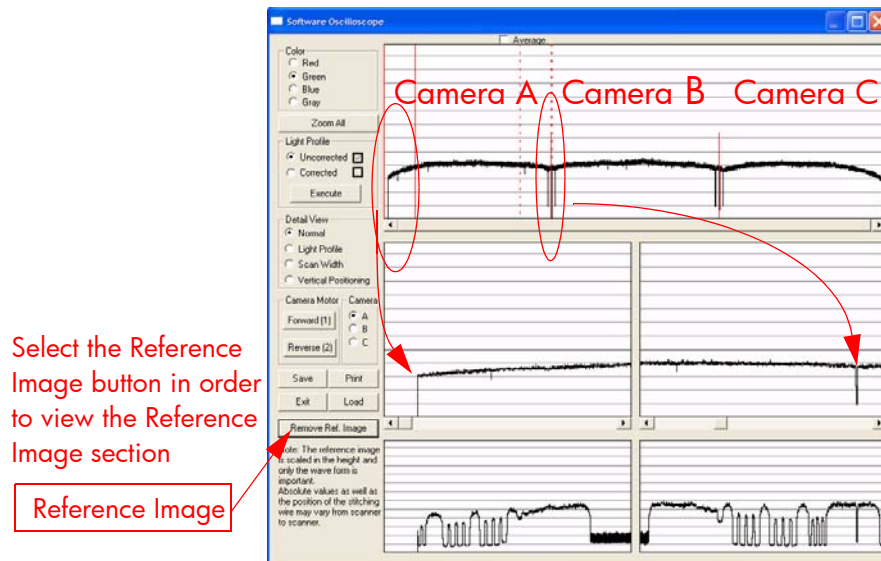 Software Oscilloscope
Average
Color
Red
Green
Blue
Gray
Zoom All
Light Profile
Uncorrected
Corrected
Execute
Detail View
Normal
Light Profile
Scan Width
Vertical Positioning
Camera Motor
Camera
Forward (1)
Reverse (2)
A
B
C
Save
Print
Exit
Load
Remove Ref. Image
Note: The reference image
is scaled in the height and
only the wave form is
important.
Absolute values as well as
the position of the stitching
wire may vary from scanner
to scanner.
Camera A
Camera B
Camera C
Select the Reference
Image button in order
to view the Reference
Image section
Reference Image